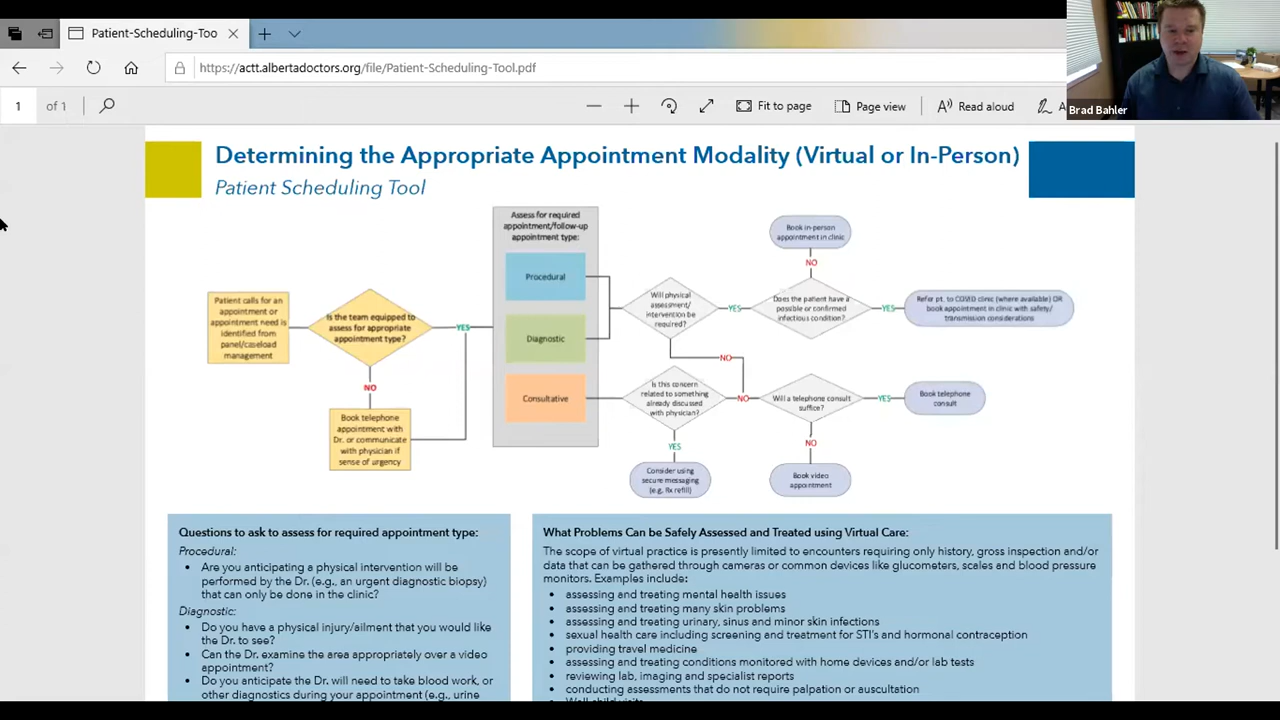 Patient-Scheduling-Too
https://actt.albertadoctors.org/file/Patient-Scheduling-Tool.pdf
1 of 1
Fit to page
Page view
Read aloud
Brad Bahler
Determining the Appropriate Appointment Modality (Virtual or In-Person)
Patient Scheduling Tool
Patient calls for an
appointment or
appointment need is
identified from
panel/caseload
management
Is the team equipped to
assess for appropriate
appointment type?
YES
NO
Book telephone
appointment with
Dr. or communicate
with physician if
sense of urgency
Assess for required
appointment/follow-up
appointment type:
Procedural
Diagnostic
Consultative
Will physical
assessment/
intervention be
required?
YES
NO
Does the patient have a
possible or confirmed
infectious condition?
NO
Book in-person
appointment in clinic
YES
Refer pt. to COVID clinic (where available) OR
book appointment in clinic with safety/
transmission considerations
Is this concern
related to something
already discussed
with physician?
NO
YES
Consider using
secure messaging
(e.g, Rx refill)
Will a telephone consult
suffice?
YES
Book telephone
consult
NO
Book video
appointment
Questions to ask to assess for required appointment type:
Procedural:
• Are you anticipating a physical intervention will be
performed by the Dr. (e.g., an urgent diagnostic biopsy)
that can only be done in the clinic?
Diagnostic:
• Do you have a physical injury/ailment that you would like
the Dr. to see?
• Can the Dr. examine the area appropriately over a video
appointment?
• Do you anticipate the Dr. will need to take blood work, or
other diagnostics during your appointment (e.g., urine
What Problems Can be Safely Assessed and Treated using Virtual Care:
The scope of virtual practice is presently limited to encounters requiring only history, gross inspection and/or
data that can be gathered through cameras or common devices like glucometers, scales and blood pressure
monitors. Examples include:
• assessing and treating mental health issues
• assessing and treating many skin problems
• assessing and treating urinary, sinus and minor skin infections
• sexual health care including screening and treatment for STI's and hormonal contraception
• providing travel medicine
• assessing and treating conditions monitored with home devices and/or lab tests
• reviewing lab, imaging and specialist reports
• conducting assessments that do not require palpation or auscultation
• Well child visits